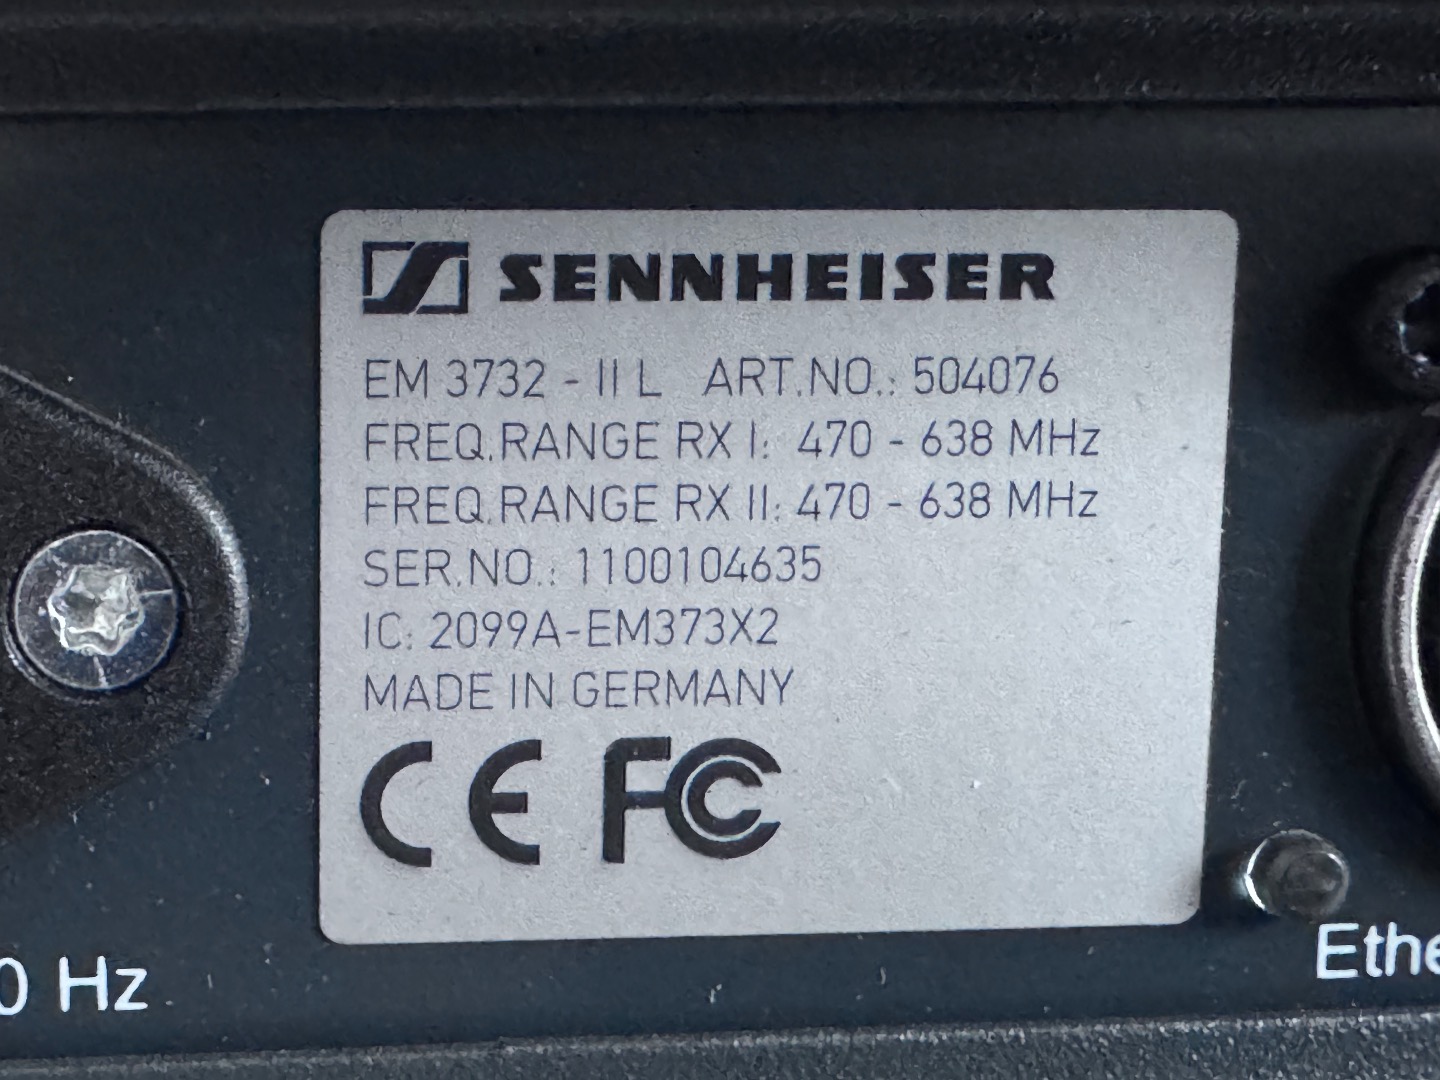 SENNHEISER
EM 3732 - II L ART.NO.: 504076
FREQ.RANGE RX I: 470 - 638 MHz
FREQ.RANGE RX II: 470 - 638 MHz
SER.NO.: 1100104635
IC: 2099A-EM373X2
MADE IN GERMANY
CE FC
0 Hz
Ethe